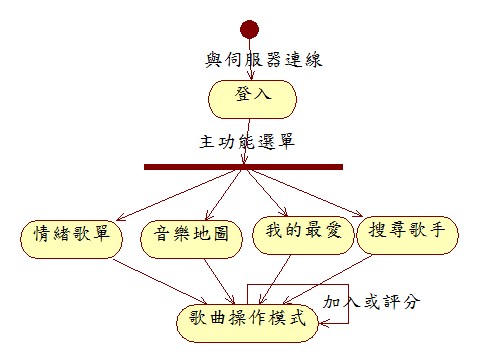 與伺服器連線
登入
主功能選單
情緒歌單
音樂地圖
我的最愛
搜尋歌手
加入或評分
歌曲操作模式